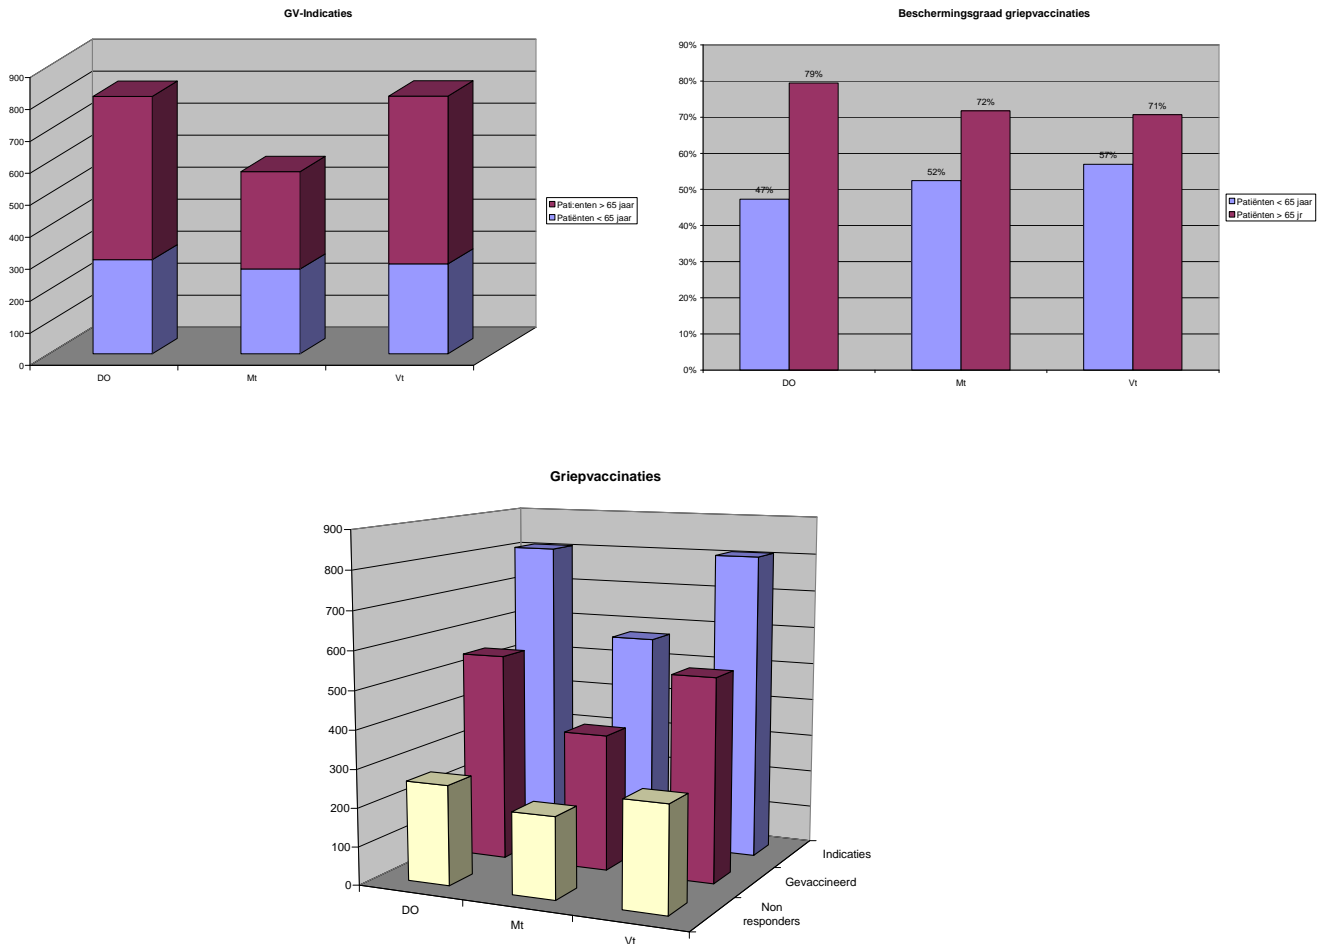 GV-Indicaties
900
800
700
600
500
400
300
200
100
0
DO
Mt
Vt
Pati:enten > 65 jaar
Patiënten < 65 jaar
Beschermingsgraad griepvaccinaties
90%
80%
70%
60%
50%
40%
30%
20%
10%
0%
79%
72%
71%
57%
52%
47%
DO
Mt
Vt
Patiënten < 65 jaar
Patiënten > 65 jr
Griepvaccinaties
900
800
700
600
500
400
300
200
100
0
DO
Mt
Vt
Indicaties
Gevaccineerd
Non
responders